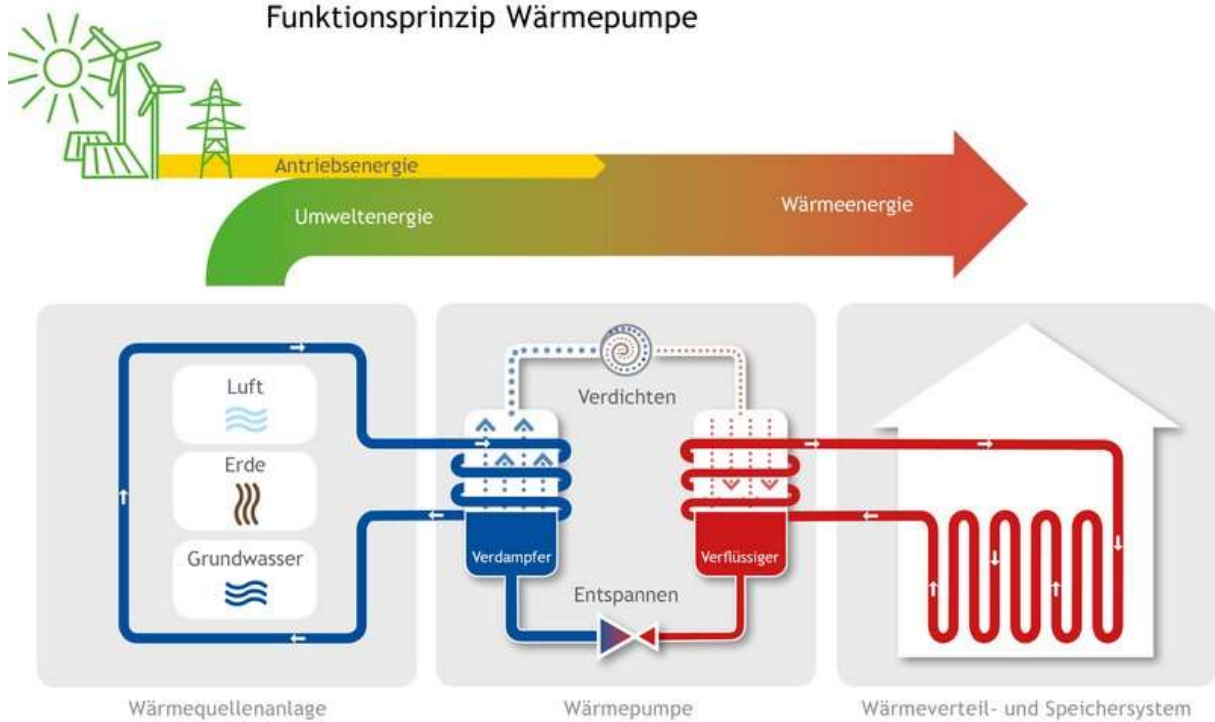 Funktionsprinzip Wärmepumpe
Antriebsenergie
Umweltenergie
Wärmeenergie
Luft
Erde
Grundwasser
Verdichten
Verdampfer
Verflüssiger
Entspannen
Wärmequellenanlage
Wärmepumpe
Wärmeverteil- und Speichersystem